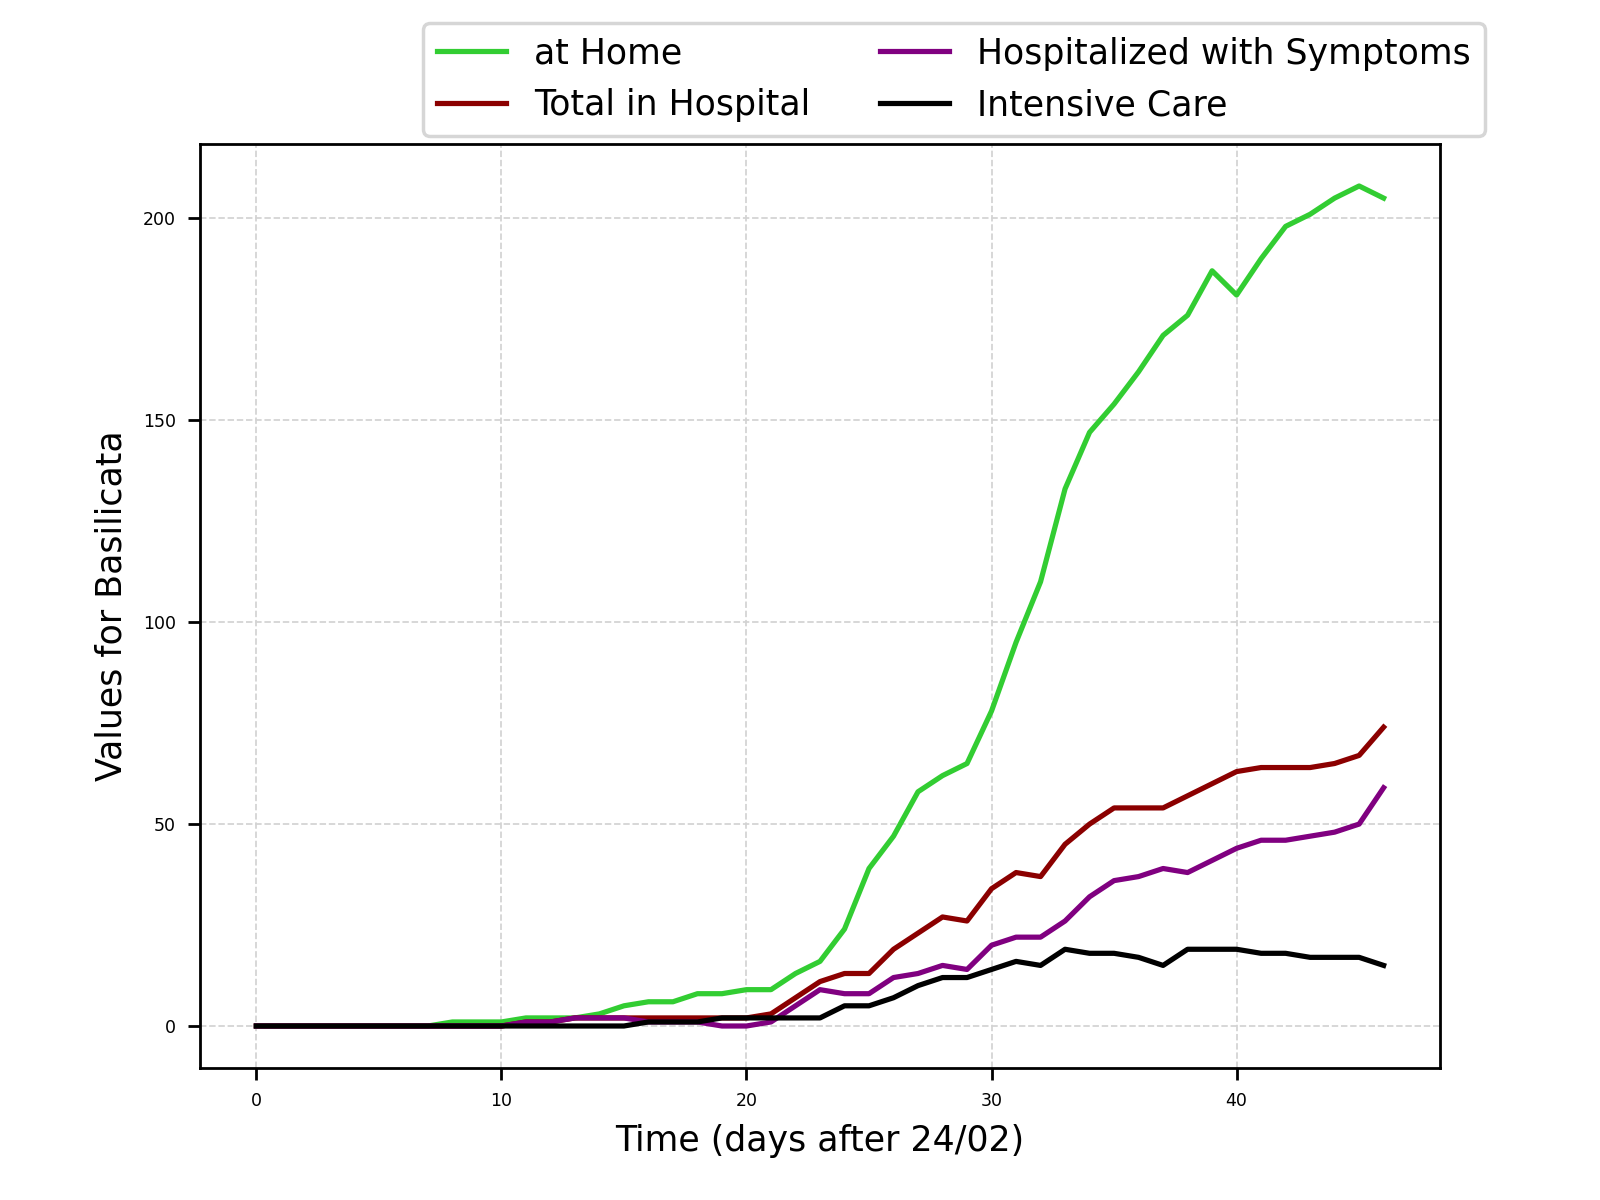 at Home
Total in Hospital
Hospitalized with Symptoms
Intensive Care
Values for Basilicata
200
150
100
50
0
0 10 20 30 40
Time (days after 24/02)